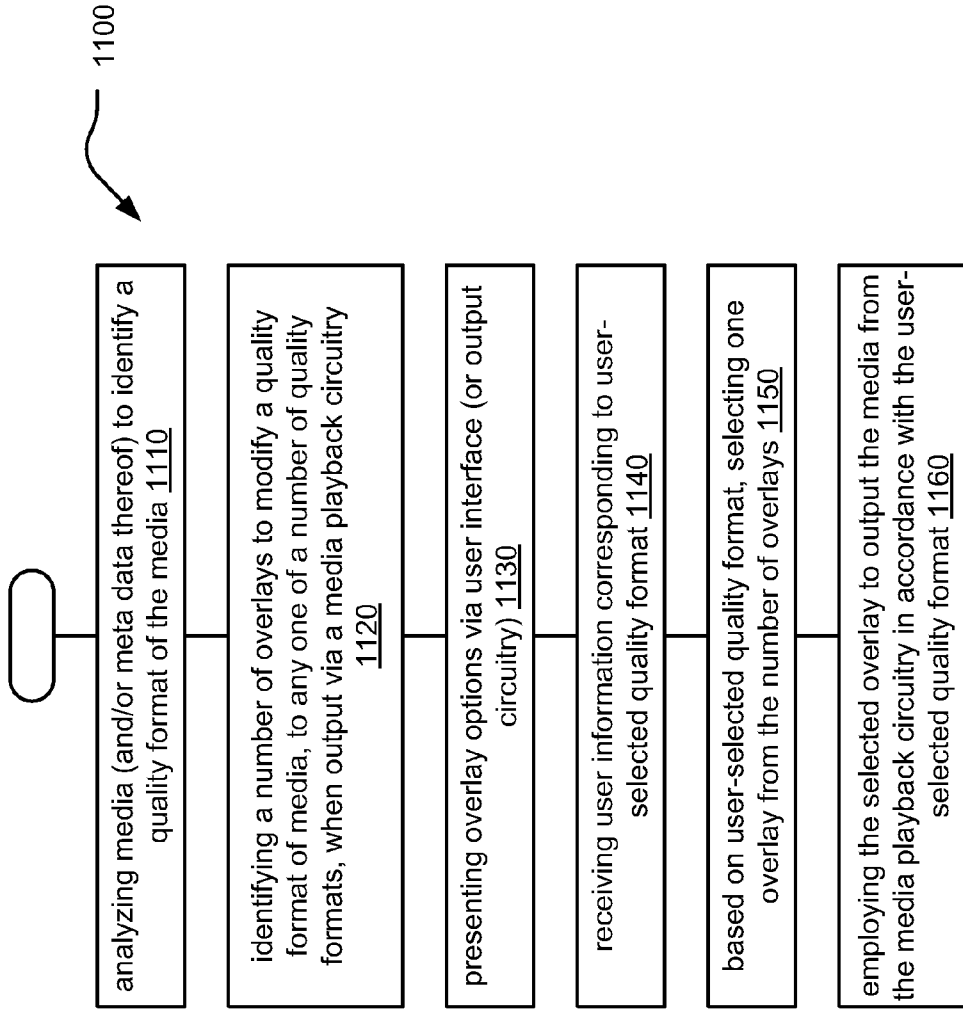 1100
analyzing media (and/or meta data thereof) to identify a
quality format of the media 1110
identifying a number of overlays to modify a quality
format of media, to any one of a number of quality
formats, when output via a media playback circuitry
1120
presenting overlay options via user interface (or output
circuitry) 1130
receiving user information corresponding to user-
selected quality format 1140
based on user-selected quality format, selecting one
overlay from the number of overlays 1150
employing the selected overlay to output the media from
the media playback circuitry in accordance with the user-
selected quality format 1160